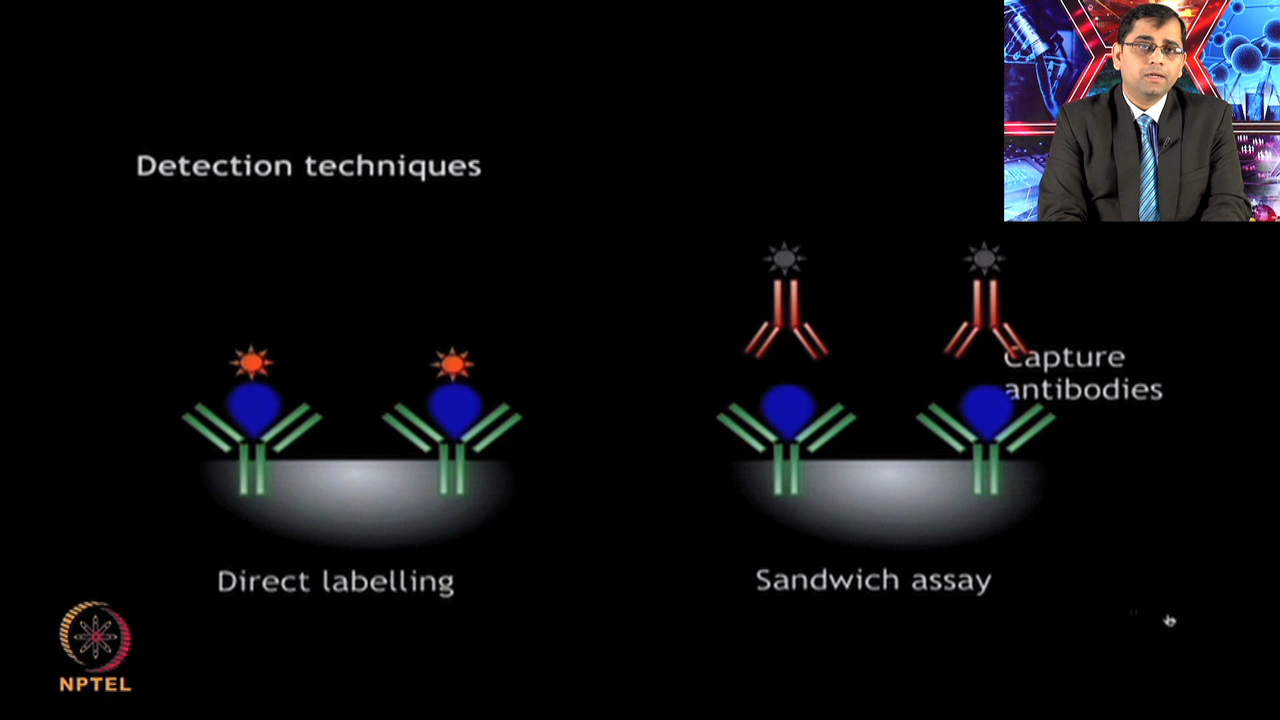 Detection techniques
Capture
antibodies
Direct labelling
Sandwich assay
NPTEL